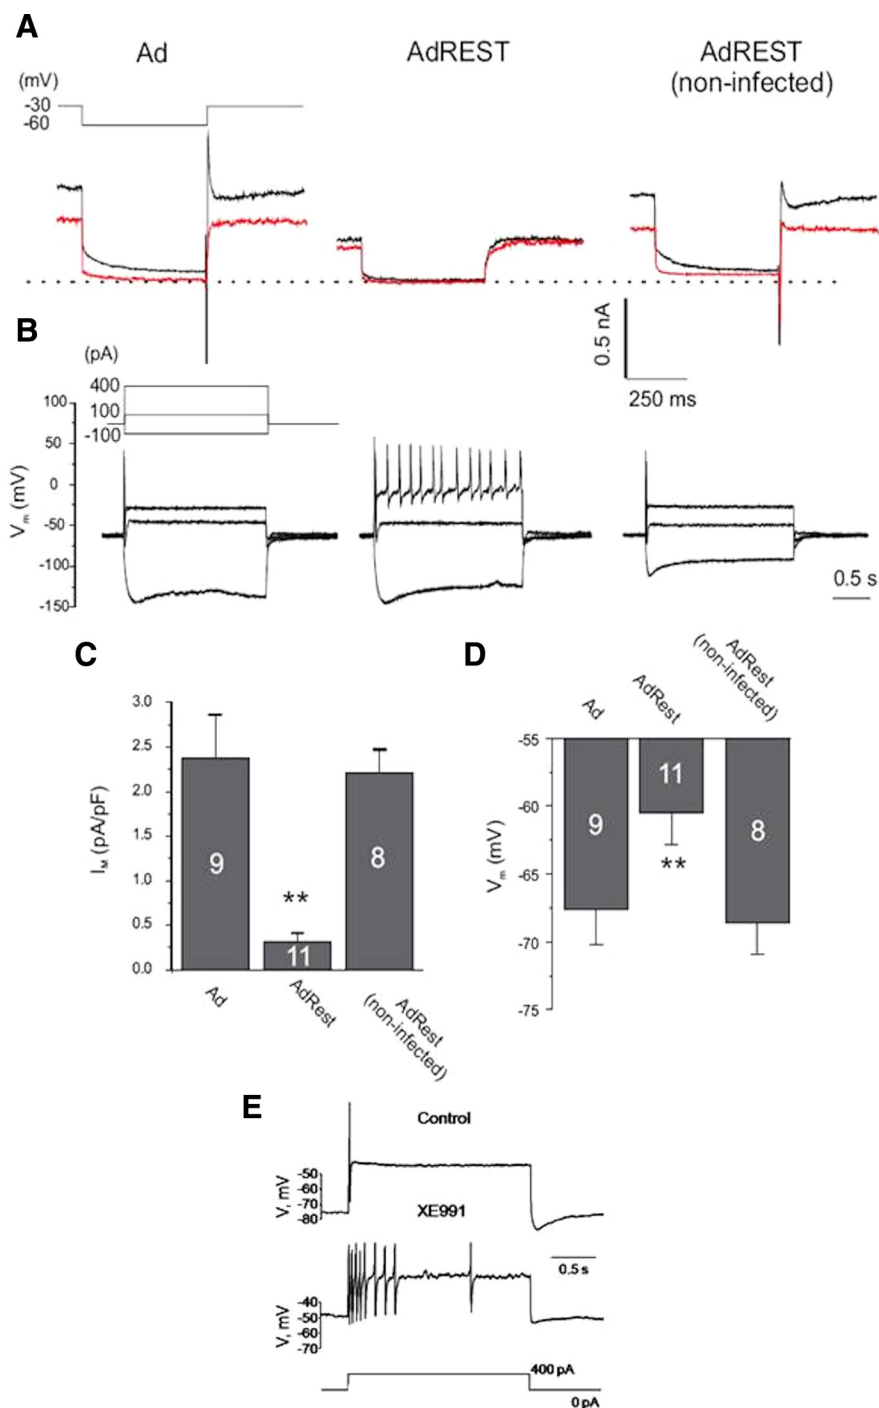 A
Ad
AdREST
AdREST
(non-infected)
(mV)
-30
-60
0.5 nA
250 ms
B
(pA)
400
100
-100
100
50
0
-50
-100
-150
Vm (mV)
0.5 s
C
3.0
2.5
2.0
1.5
1.0
0.5
0.0
IM (pA/pF)
9
**
11
8
Ad
AdRest
AdRest
(non-infected)
D
Ad
AdRest
AdRest
(non-infected)
-55
-60
-65
-70
-75
Vm (mV)
9
11
**
8
E
Control
-50
-60
-70
-80
V, mV
XE991
0.5 s
-40
-50
-60
-70
V, mV
400 pA
0 pA